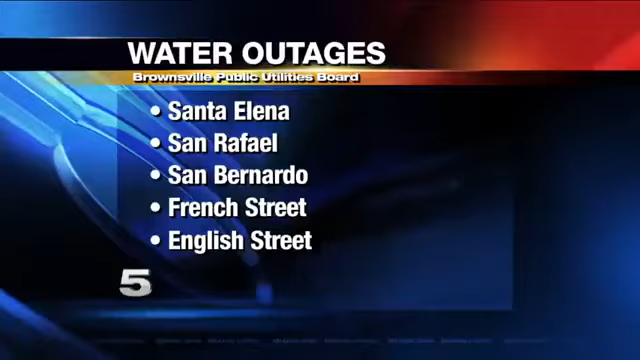 WATER OUTAGES
Brownsville Public Utilities Board
• Santa Elena
• San Rafael
• San Bernardo
• French Street
• English Street
5